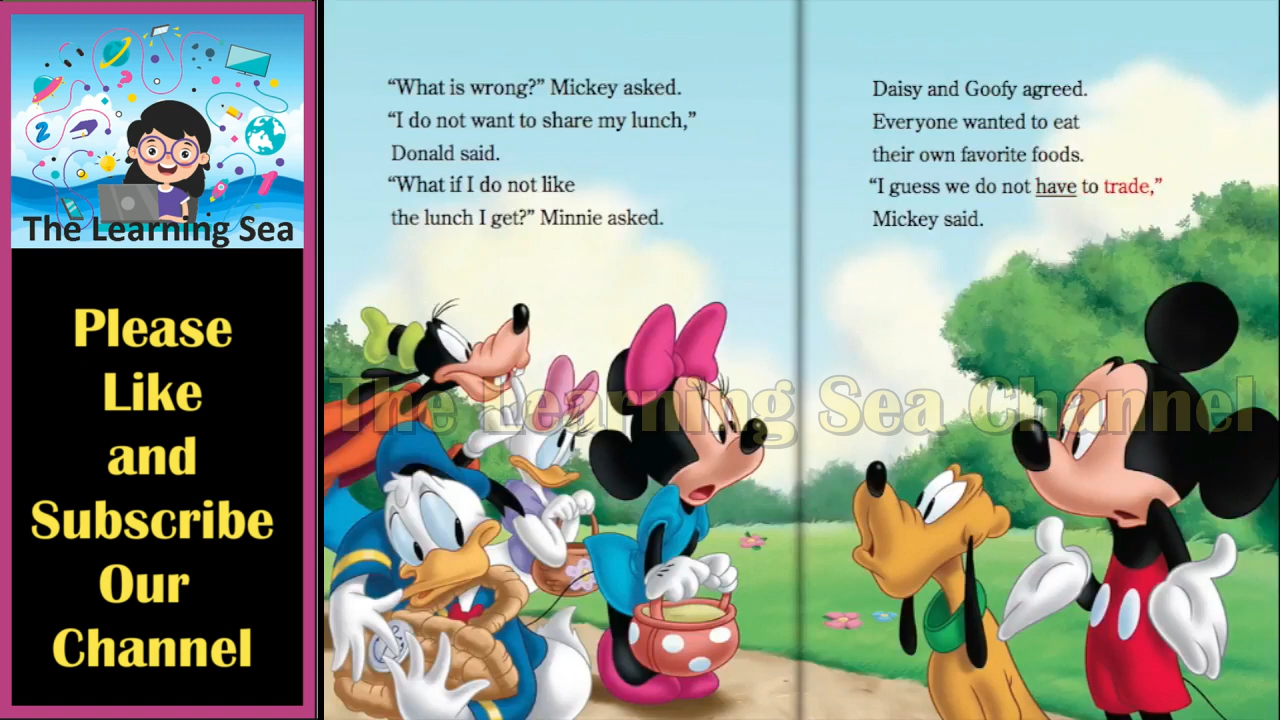 The Learning Sea
Please
Like
and
Subscribe
Our
Channel
“What is wrong?” Mickey asked.
“I do not want to share my lunch,”
Donald said.
“What if I do not like
the lunch I get?” Minnie asked.
Daisy and Goofy agreed.
Everyone wanted to eat
their own favorite foods.
“I guess we do not have to trade,”
Mickey said.
The Learning Sea Channel